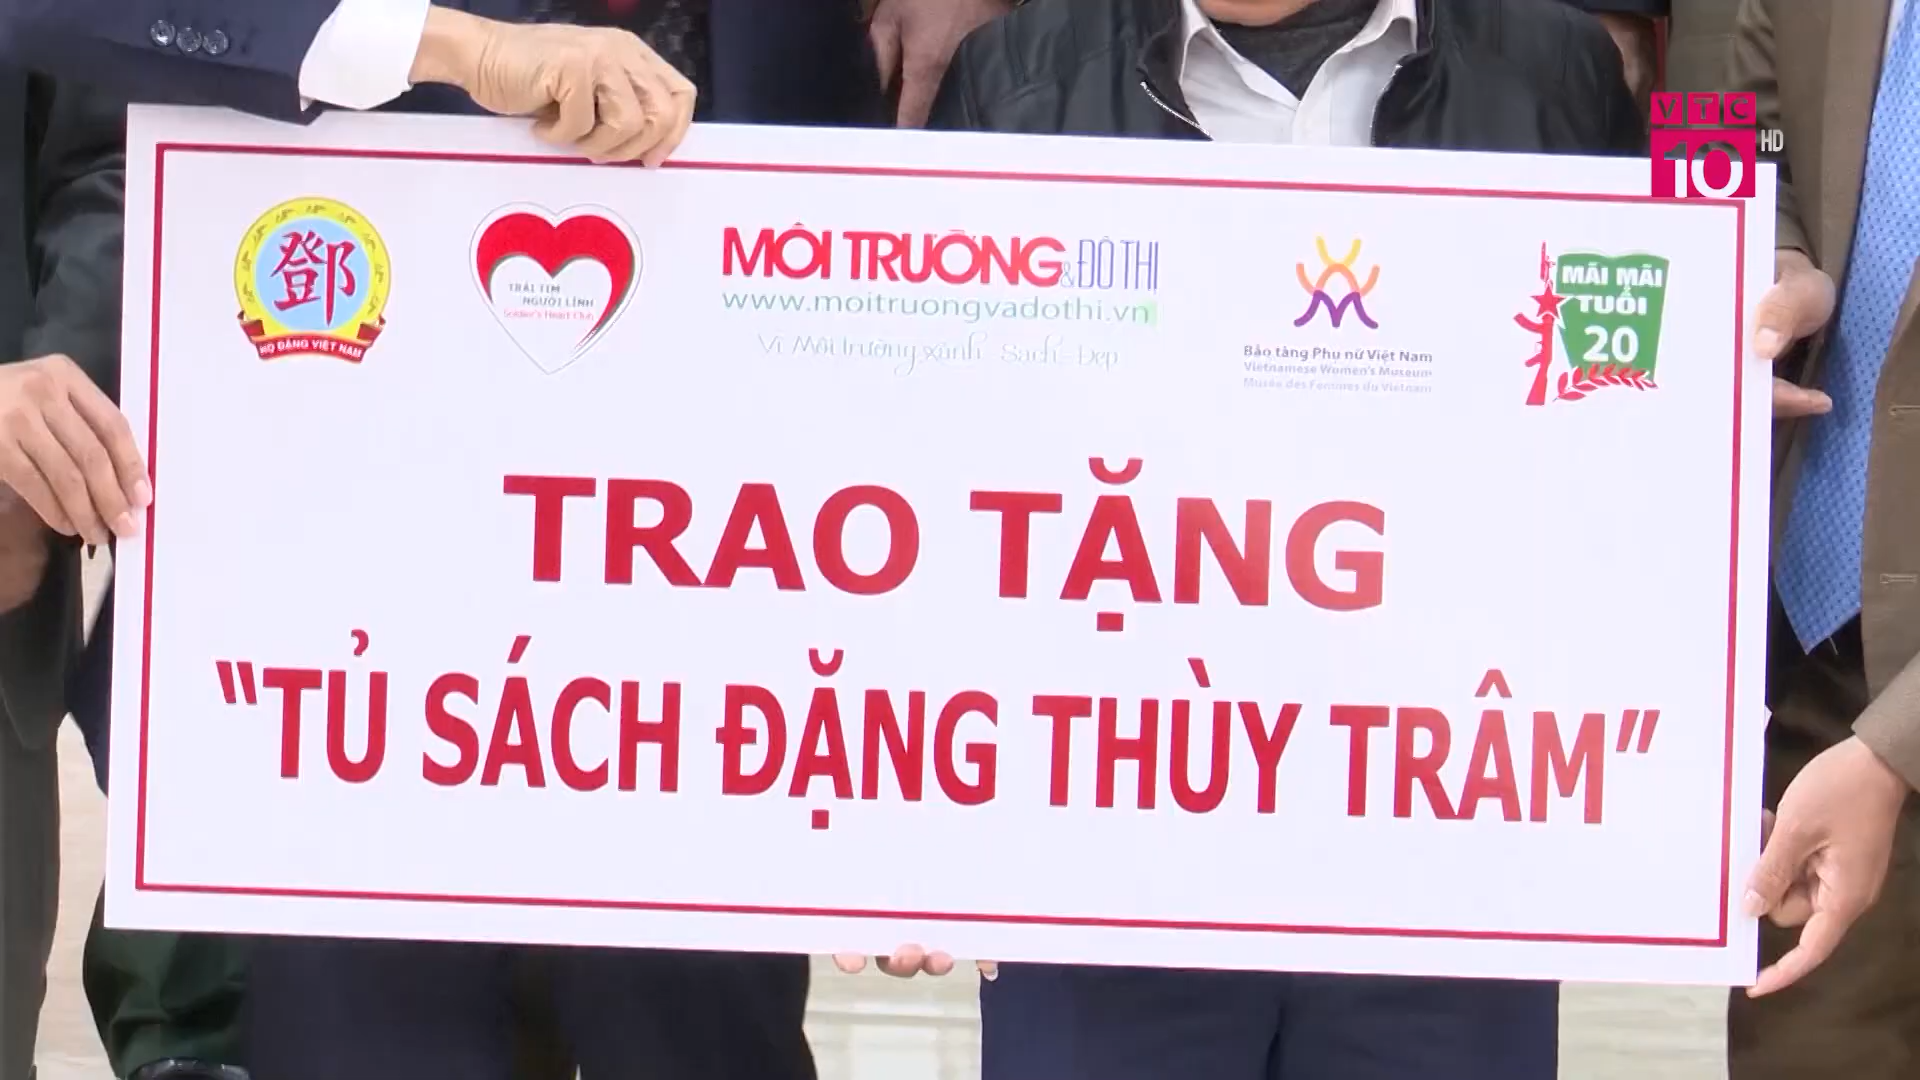 VTC
10 HD
鄧
HỌ ĐẶNG VIỆT NAM
TRÁI TIM
NGƯỜI LÍNH
Soldier's Heart Club
MÔI TRƯỜNG & ĐÔ THỊ
www.moitruongvadothi.vn
Vì Môi trường xanh - Sạch - Đẹp
Bảo tàng Phụ nữ Việt Nam
Vietnamese Women's Museum
Musée des Femmes du Vietnam
MÃI MÃI
TUỔI
20
TRAO TẶNG
"TỦ SÁCH ĐẶNG THÙY TRÂM"